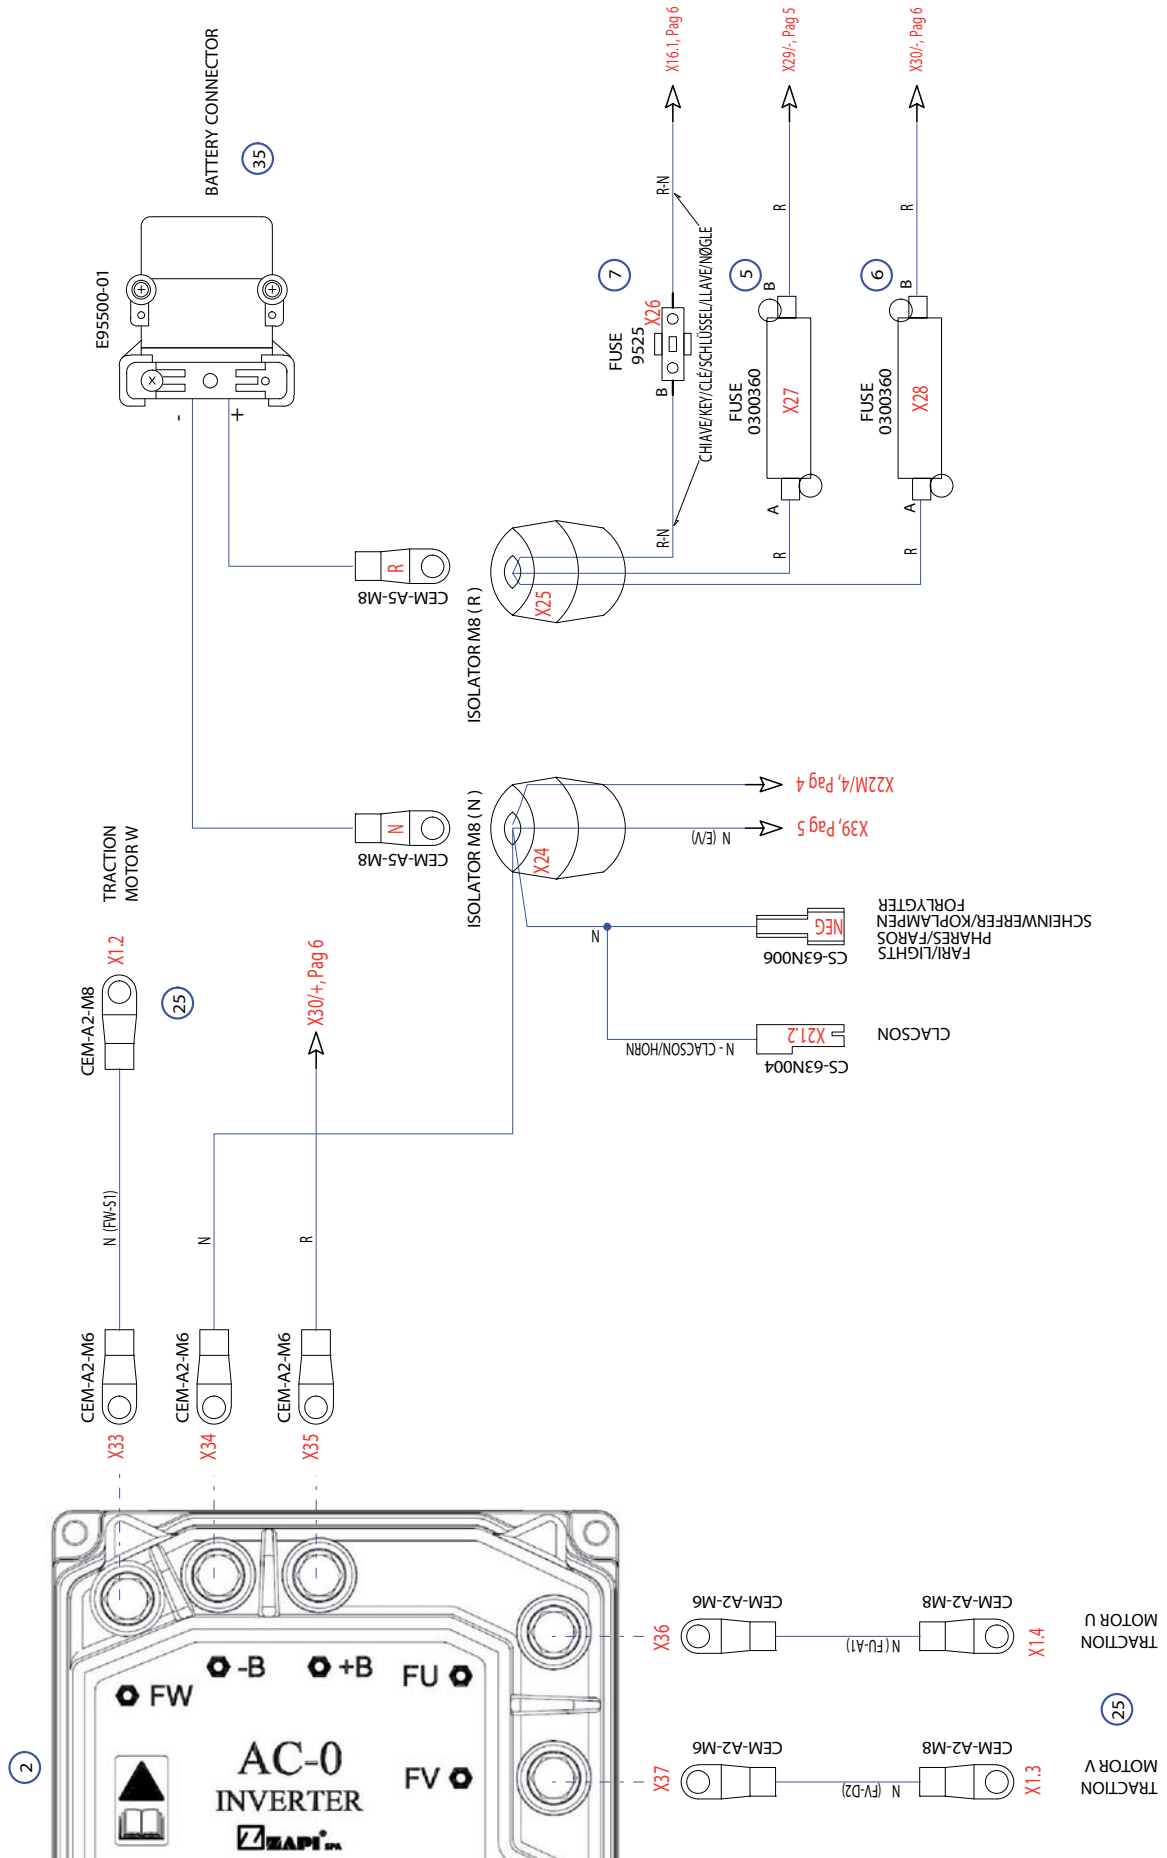 X16.1, Pag 6
X29/-, Pag 5
X30/-, Pag 6
BATTERY CONNECTOR
35
E95500-01
-
+
R-N
R
R
CHIAVE/KEY/CLÉ/SCHLÜSSEL/LLAVE/NØGLE
7
FUSE
9525
X26
B
5
B
FUSE
0300360
X27
A
6
B
FUSE
0300360
X28
A
R-N
R
R
R
CEM-A5-M8
ISOLATOR M8 ( R )
X25
N
CEM-A5-M8
ISOLATOR M8 ( N )
X24
X22M/4, Pag 4
X39, Pag 5
N (E/V)
N
NEG
CS-63N006
FARI/LIGHTS
PHARES/FAROS
SCHEINWERFER/KOPLAMPEN
FORLYGTER
N - CLACSON/HORN
X21.2
CS-63N004
CLACSON
TRACTION
MOTOR W
X1.2
CEM-A2-M8
25
X30/+, Pag 6
N (FW-S1)
N
R
CEM-A2-M6
CEM-A2-M6
CEM-A2-M6
X33
X34
X35
2
FW
-B
+B
FU
FV
AC-0
INVERTER
ZAPI SPA
X36
CEM-A2-M6
N (FU-A1)
CEM-A2-M8
X1.4
TRACTION
MOTOR U
25
X37
CEM-A2-M6
N (FV-D2)
CEM-A2-M8
X1.3
TRACTION
MOTOR V